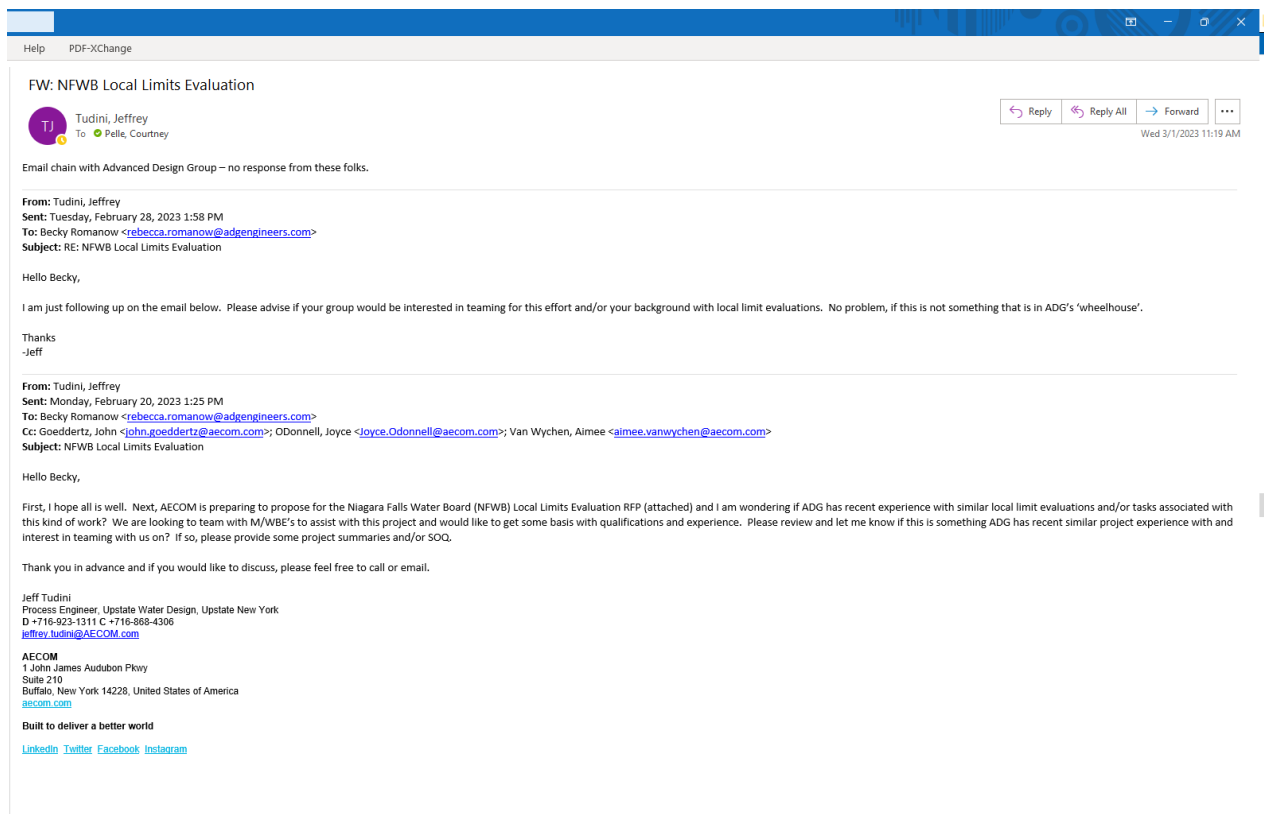 Help PDF-XChange
FW: NFWB Local Limits Evaluation
TJ
Tudini, Jeffrey
To Pelle, Courtney
Reply Reply All Forward
Wed 3/1/2023 11:19 AM
Email chain with Advanced Design Group – no response from these folks.
From: Tudini, Jeffrey
Sent: Tuesday, February 28, 2023 1:58 PM
To: Becky Romanow <rebecca.romanow@adgengineers.com>
Subject: RE: NFWB Local Limits Evaluation
Hello Becky,
I am just following up on the email below. Please advise if your group would be interested in teaming for this effort and/or your background with local limit evaluations. No problem, if this is not something that is in ADG's 'wheelhouse'.
Thanks
-Jeff
From: Tudini, Jeffrey
Sent: Monday, February 20, 2023 1:25 PM
To: Becky Romanow <rebecca.romanow@adgengineers.com>
Cc: Goeddertz, John <john.goeddertz@aecom.com>; ODonnell, Joyce <Joyce.Odonnell@aecom.com>; Van Wychen, Aimee <aimee.vanwychen@aecom.com>
Subject: NFWB Local Limits Evaluation
Hello Becky,
First, I hope all is well. Next, AECOM is preparing to propose for the Niagara Falls Water Board (NFWB) Local Limits Evaluation RFP (attached) and I am wondering if ADG has recent experience with similar local limit evaluations and/or tasks associated with
this kind of work? We are looking to team with M/WBE's to assist with this project and would like to get some basis with qualifications and experience. Please review and let me know if this is something ADG has recent similar project experience with and
interest in teaming with us on? If so, please provide some project summaries and/or SOQ.
Thank you in advance and if you would like to discuss, please feel free to call or email.
Jeff Tudini
Process Engineer, Upstate Water Design, Upstate New York
D +716-923-1311 C +716-868-4306
jeffrey.tudini@AECOM.com
AECOM
1 John James Audubon Pkwy
Suite 210
Buffalo, New York 14228, United States of America
aecom.com
Built to deliver a better world
LinkedIn Twitter Facebook Instagram